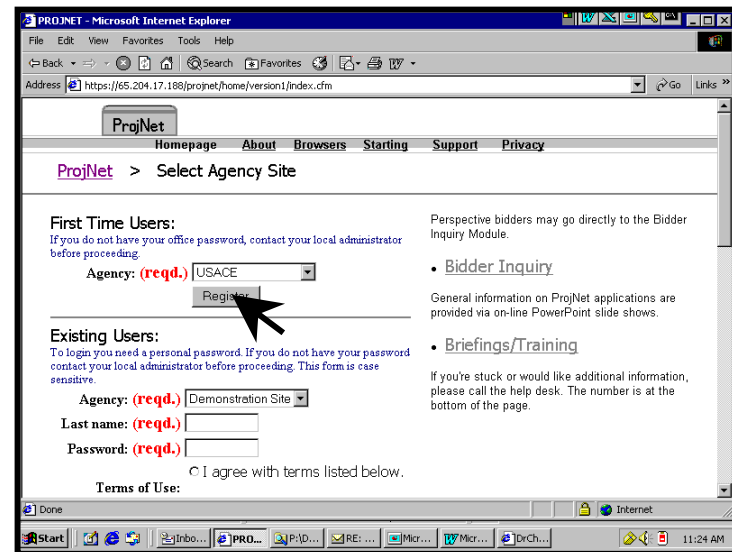 PROJNET - Microsoft Internet Explorer
File Edit View Favorites Tools Help
Back Search Favorites
Address https://65.204.17.188/projnet/home/version1/index.cfm Go Links »
ProjNet
Homepage About Browsers Starting Support Privacy
ProjNet > Select Agency Site
First Time Users:
If you do not have your office password, contact your local administrator
before proceeding.
Agency: (reqd.) USACE
Register
Existing Users:
To login you need a personal password. If you do not have your password
contact your local administrator before proceeding. This form is case
sensitive.
Agency: (reqd.) Demonstration Site
Last name: (reqd.)
Password: (reqd.)
I agree with terms listed below.
Terms of Use:
Perspective bidders may go directly to the Bidder
Inquiry Module.
• Bidder Inquiry
General information on ProjNet applications are
provided via on-line PowerPoint slide shows.
• Briefings/Training
If you're stuck or would like additional information,
please call the help desk. The number is at the
bottom of the page.
Done Internet
Start Inbo... PRO... P:\D... RE: ... Micr... Micr... DrCh... 11:24 AM